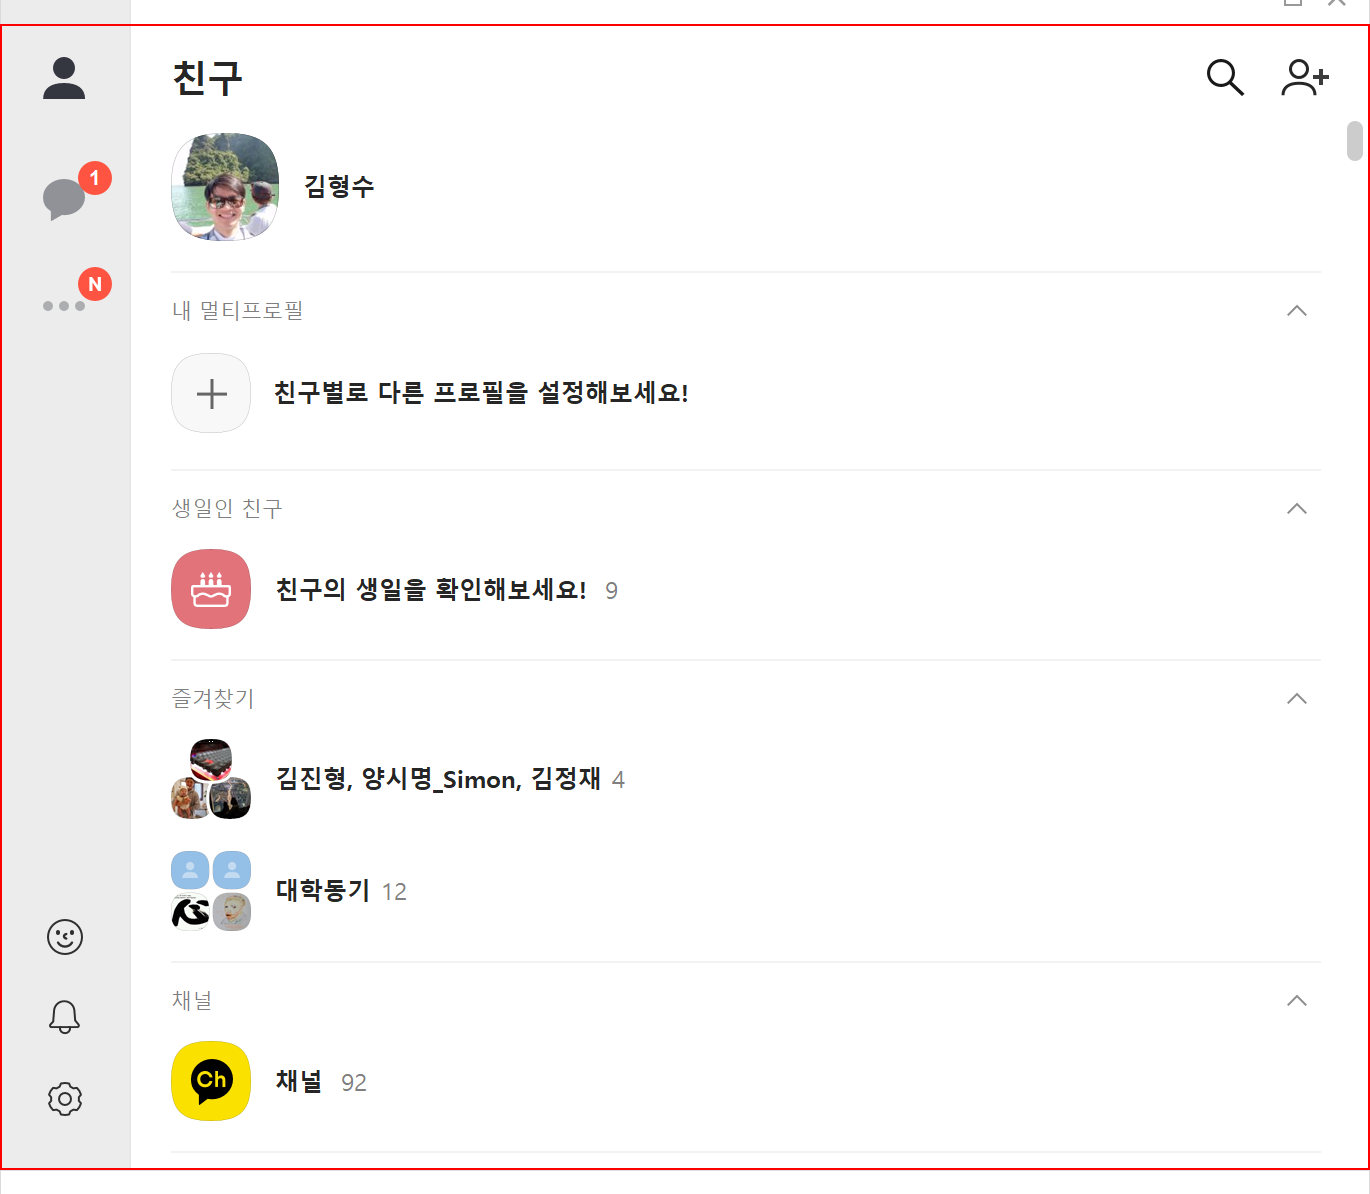 친구
1
김형수
N
내 멀티프로필
친구별로 다른 프로필을 설정해보세요!
생일인 친구
친구의 생일을 확인해보세요! 9
즐겨찾기
김진형, 양시명_Simon, 김정재 4
대학동기 12
채널
Ch
채널 92